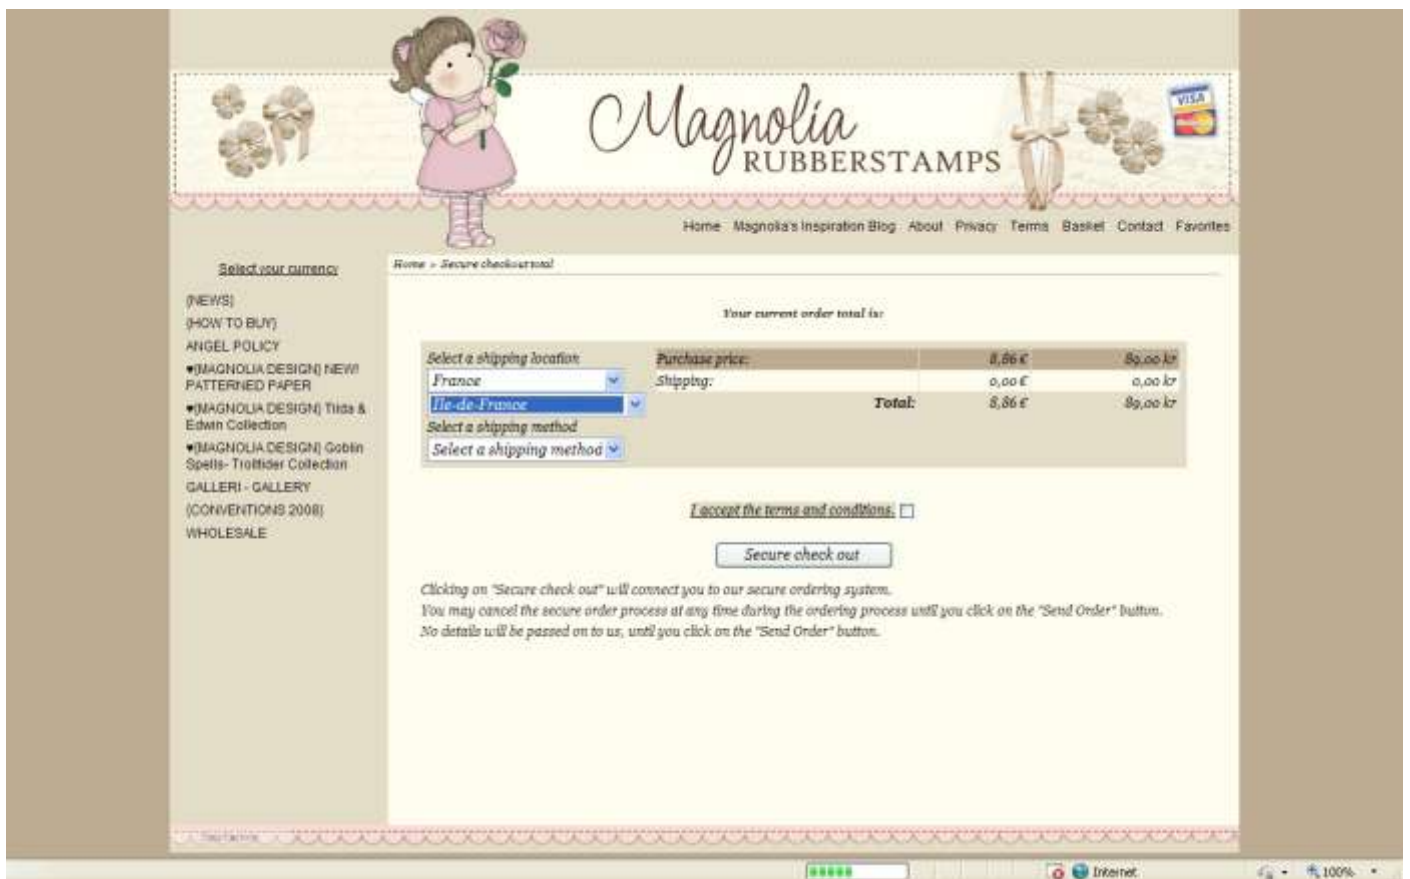 VISA
Magnolia
RUBBERSTAMPS
Home Magnolia's Inspiration Blog About Privacy Terms Basket Contact Favorites
Select your currency
{NEWS}
{HOW TO BUY}
ANGEL POLICY
♥{MAGNOLIA DESIGN} NEW!
PATTERNED PAPER
♥{MAGNOLIA DESIGN} Tilda &
Edwin Collection
♥{MAGNOLIA DESIGN} Goblin
Spells- Trollfider Collection
GALLERI - GALLERY
{CONVENTIONS 2008}
WHOLESALE
Home > Secure checkout total
Your current order total is:
Select a shipping location
France
Ile-de-France
Select a shipping method
Select a shipping method
Purchase price: 8,86 € 89,00 kr
Shipping: 0,00 € 0,00 kr
Total: 8,86 € 89,00 kr
I accept the terms and conditions.
Secure check out
Clicking on "Secure check out" will connect you to our secure ordering system.
You may cancel the secure order process at any time during the ordering process until you click on the "Send Order" button.
No details will be passed on to us, until you click on the "Send Order" button.
Internet 100%